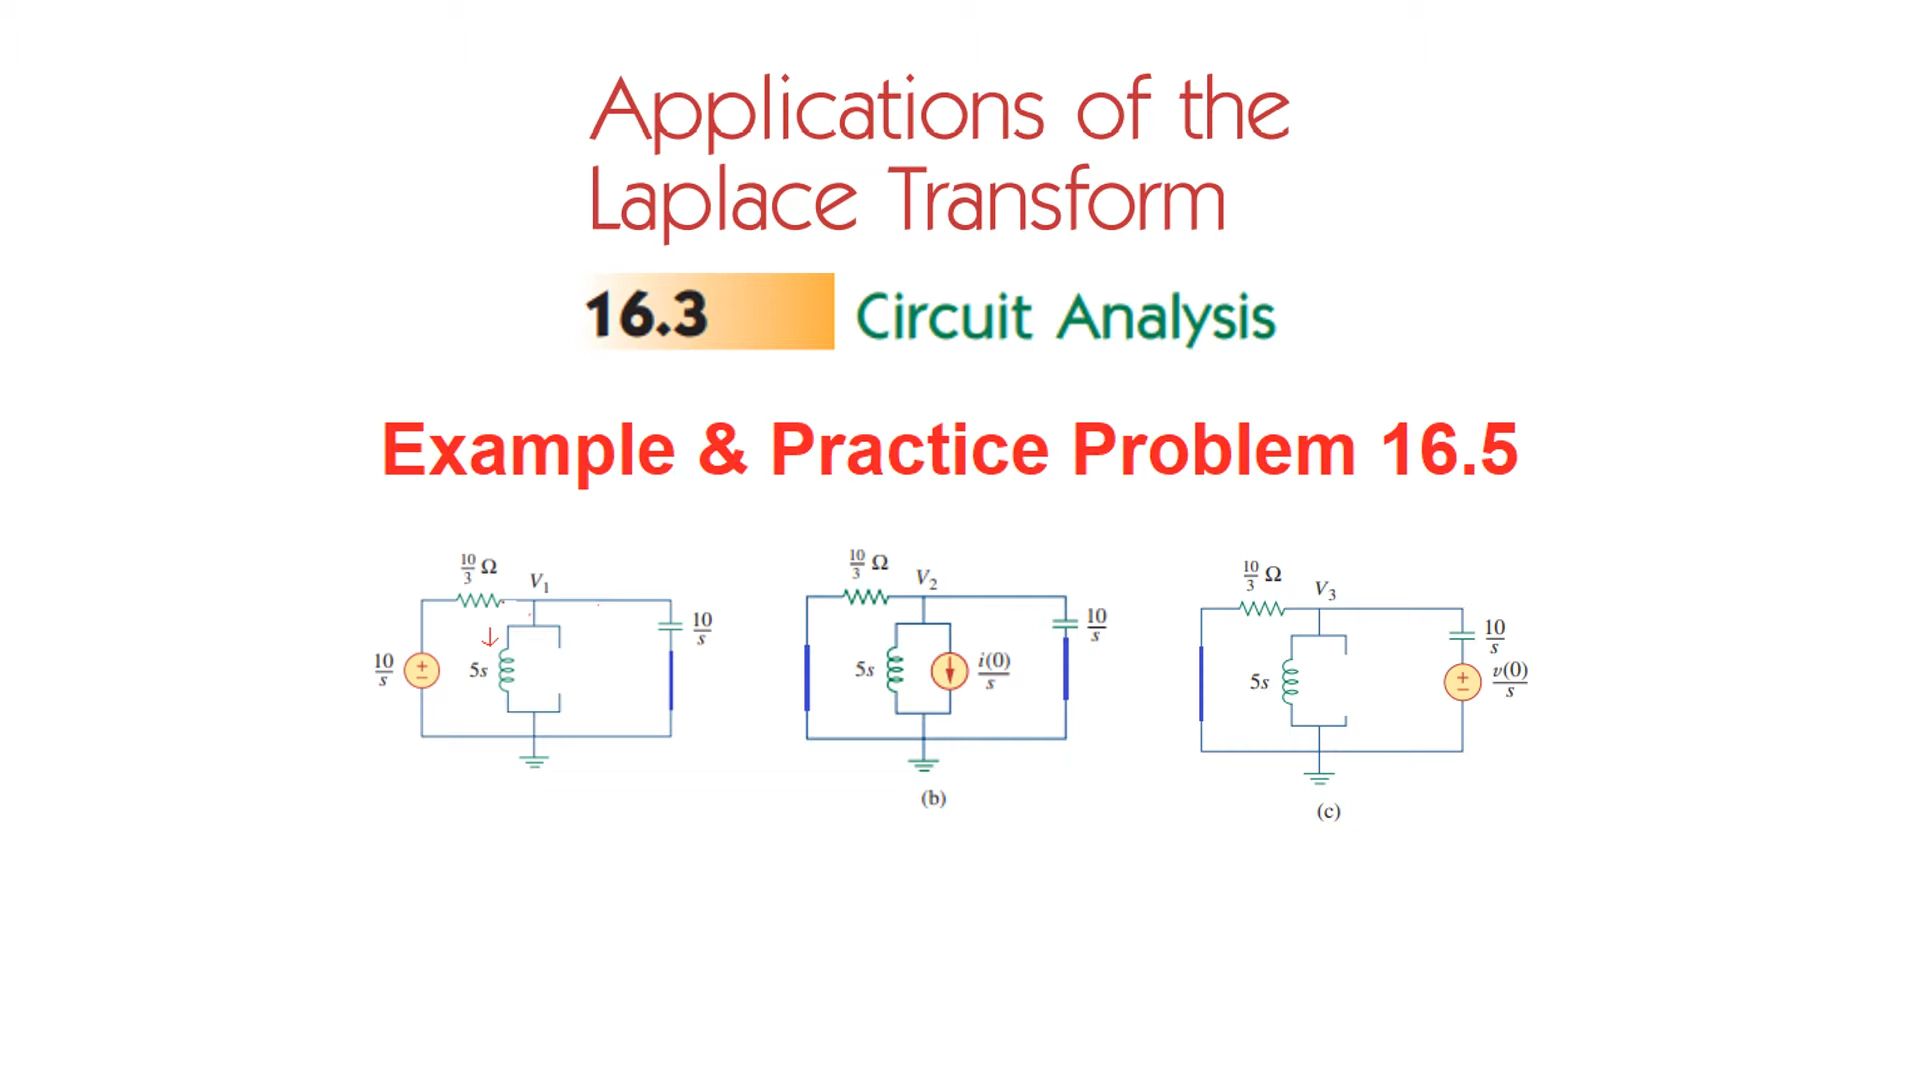 Applications of the
Laplace Transform
16.3 Circuit Analysis
Example & Practice Problem 16.5
10/3 Ω
V₁
10/s
+
−
5s
10/s
10/3 Ω
V₂
5s
i(0)/s
10/s
(b)
10/3 Ω
V₃
5s
10/s
+
−
v(0)/s
(c)